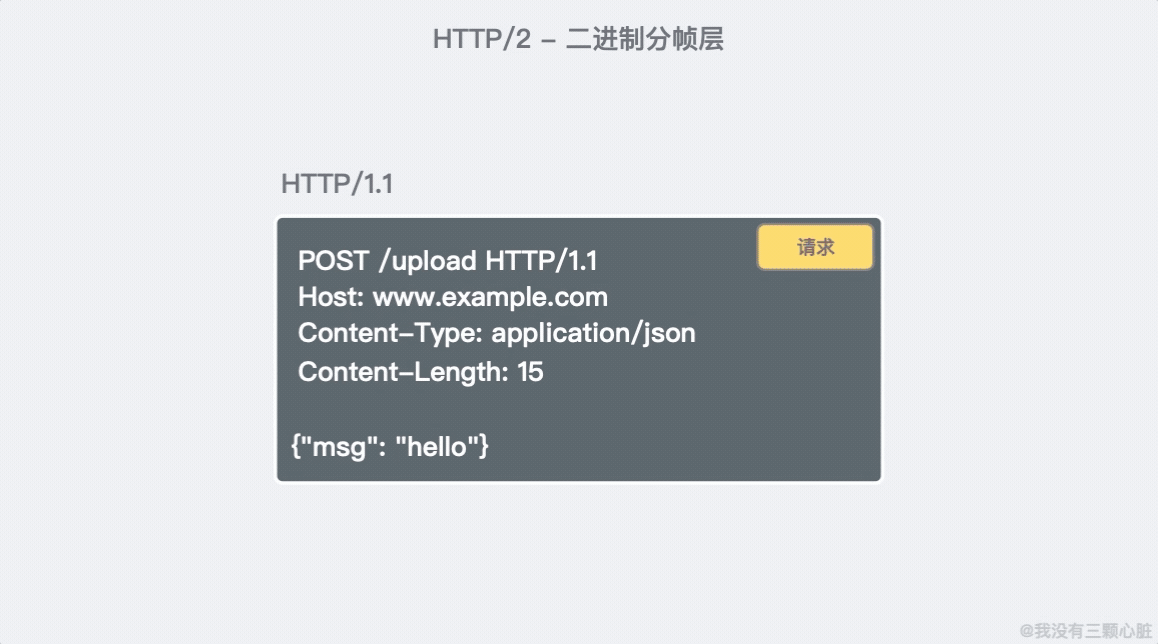 HTTP/2 - 二进制分帧层
HTTP/1.1
请求
POST /upload HTTP/1.1
Host: www.example.com
Content-Type: application/json
Content-Length: 15
{"msg": "hello"}
@我没有三颗心脏